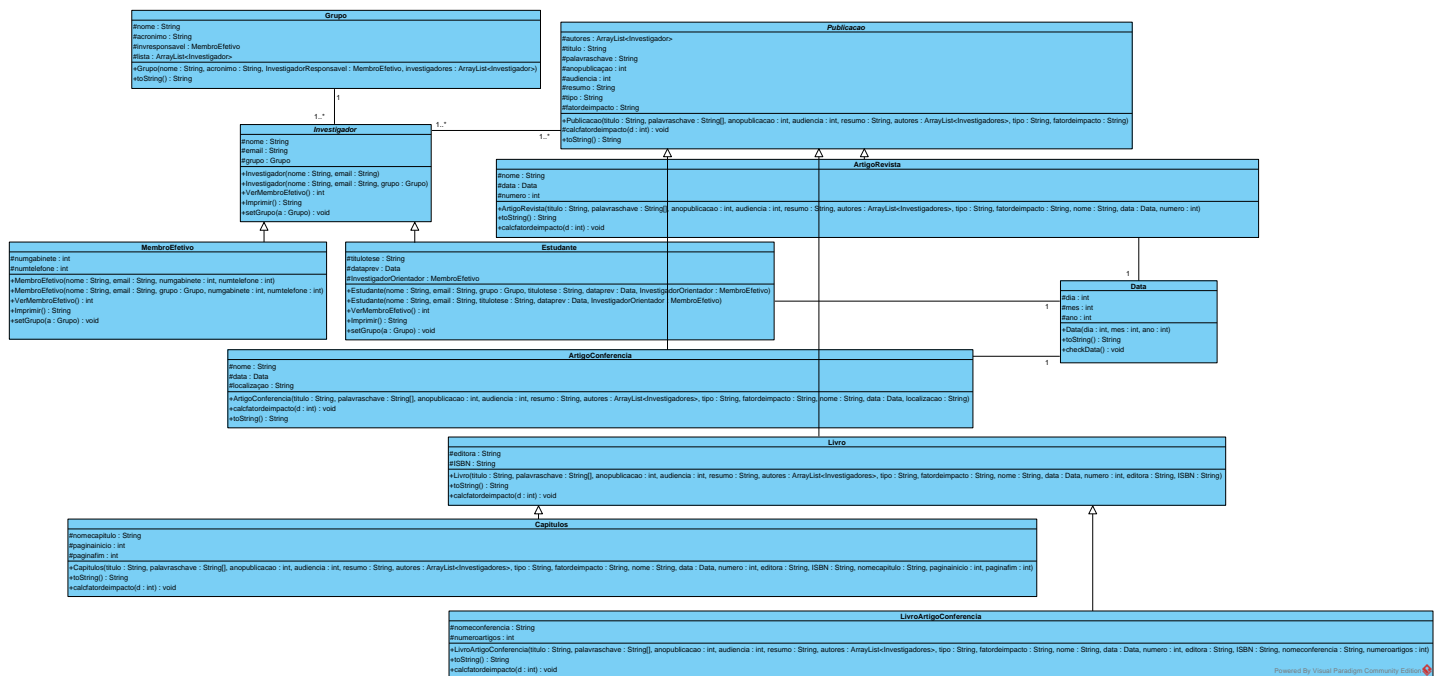 Grupo
#nome : String
#acronimo : String
#invresponsavel : MembroEfetivo
#lista : ArrayList<Investigador>
+Grupo(nome : String, acronimo : String, InvestigadorResponsavel : MembroEfetivo, investigadores : ArrayList<Investigador>)
+toString() : String
1
1..*
Publicacao
#autores : ArrayList<Investigador>
#titulo : String
#palavraschave : String
#anopublicaçao : int
#audiencia : int
#resumo : String
#tipo : String
#fatordeimpacto : String
+Publicacao(titulo : String, palavraschave : String[], anopublicacao : int, audiencia : int, resumo : String, autores : ArrayList<Investigadores>, tipo : String, fatordeimpacto : String)
#calcfatordeimpacto(d : int) : void
+toString() : String
Investigador
#nome : String
#email : String
#grupo : Grupo
+Investigador(nome : String, email : String)
+Investigador(nome : String, email : String, grupo : Grupo)
+VerMembroEfetivo() : int
+Imprimir() : String
+setGrupo(a : Grupo) : void
1..*
1..*
ArtigoRevista
#nome : String
#data : Data
#numero : int
+ArtigoRevista(titulo : String, palavraschave : String[], anopublicacao : int, audiencia : int, resumo : String, autores : ArrayList<Investigadores>, tipo : String, fatordeimpacto : String, nome : String, data : Data, numero : int)
+toString() : String
+calcfatordeimpacto(d : int) : void
MembroEfetivo
#numgabinete : int
#numtelefone : int
+MembroEfetivo(nome : String, email : String, numgabinete : int, numtelefone : int)
+MembroEfetivo(nome : String, email : String, grupo : Grupo, numgabinete : int, numtelefone : int)
+VerMembroEfetivo() : int
+Imprimir() : String
+setGrupo(a : Grupo) : void
Estudante
#titulotese : String
#dataprev : Data
#InvestigadorOrientador : MembroEfetivo
+Estudante(nome : String, email : String, grupo : Grupo, titulotese : String, dataprev : Data, InvestigadorOrientador : MembroEfetivo)
+Estudante(nome : String, email : String, titulotese : String, dataprev : Data, InvestigadorOrientador : MembroEfetivo)
+VerMembroEfetivo() : int
+Imprimir() : String
+setGrupo(a : Grupo) : void
1
1
1
Data
#dia : int
#mes : int
#ano : int
+Data(dia : int, mes : int, ano : int)
+toString() : String
+checkData() : void
ArtigoConferencia
#nome : String
#data : Data
#localizaçao : String
+ArtigoConferencia(titulo : String, palavraschave : String[], anopublicacao : int, audiencia : int, resumo : String, autores : ArrayList<Investigadores>, tipo : String, fatordeimpacto : String, nome : String, data : Data, localizacao : String)
+calcfatordeimpacto(d : int) : void
+toString() : String
Livro
#editora : String
#ISBN : String
+Livro(titulo : String, palavraschave : String[], anopublicacao : int, audiencia : int, resumo : String, autores : ArrayList<Investigadores>, tipo : String, fatordeimpacto : String, nome : String, data : Data, numero : int, editora : String, ISBN : String)
+toString() : String
+calcfatordeimpacto(d : int) : void
Capitulos
#nomecapitulo : String
#paginainicio : int
#paginafim : int
+Capitulos(titulo : String, palavraschave : String[], anopublicacao : int, audiencia : int, resumo : String, autores : ArrayList<Investigadores>, tipo : String, fatordeimpacto : String, nome : String, data : Data, numero : int, editora : String, ISBN : String, nomecapitulo : String, paginainicio : int, paginafim : int)
+toString() : String
+calcfatordeimpacto(d : int) : void
LivroArtigoConferencia
#nomeconferencia : String
#numeroartigos : int
+LivroArtigoConferencia(titulo : String, palavraschave : String[], anopublicacao : int, audiencia : int, resumo : String, autores : ArrayList<Investigadores>, tipo : String, fatordeimpacto : String, nome : String, data : Data, numero : int, editora : String, ISBN : String, nomeconferencia : String, numeroartigos : int)
+toString() : String
+calcfatordeimpacto(d : int) : void
Powered By Visual Paradigm Community Edition